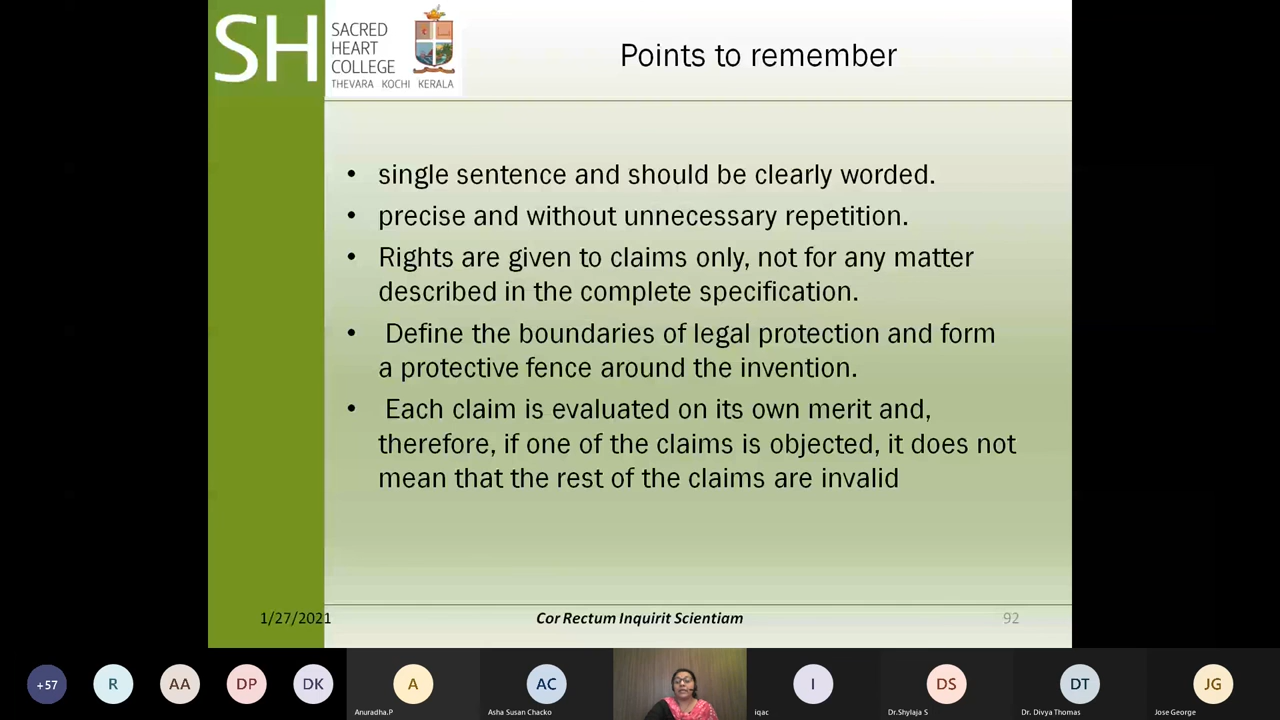 SH
SACRED
HEART
COLLEGE
THEVARA KOCHI KERALA
Points to remember
• single sentence and should be clearly worded.
• precise and without unnecessary repetition.
• Rights are given to claims only, not for any matter
described in the complete specification.
• Define the boundaries of legal protection and form
a protective fence around the invention.
• Each claim is evaluated on its own merit and,
therefore, if one of the claims is objected, it does not
mean that the rest of the claims are invalid
1/27/2021
Cor Rectum Inquirit Scientiam
92
+57
R
AA
DP
DK
A
AC
I
DS
DT
JG
Anuradha.P
Asha Susan Chacko
iqac
Dr.Shylaja S
Dr. Divya Thomas
Jose George